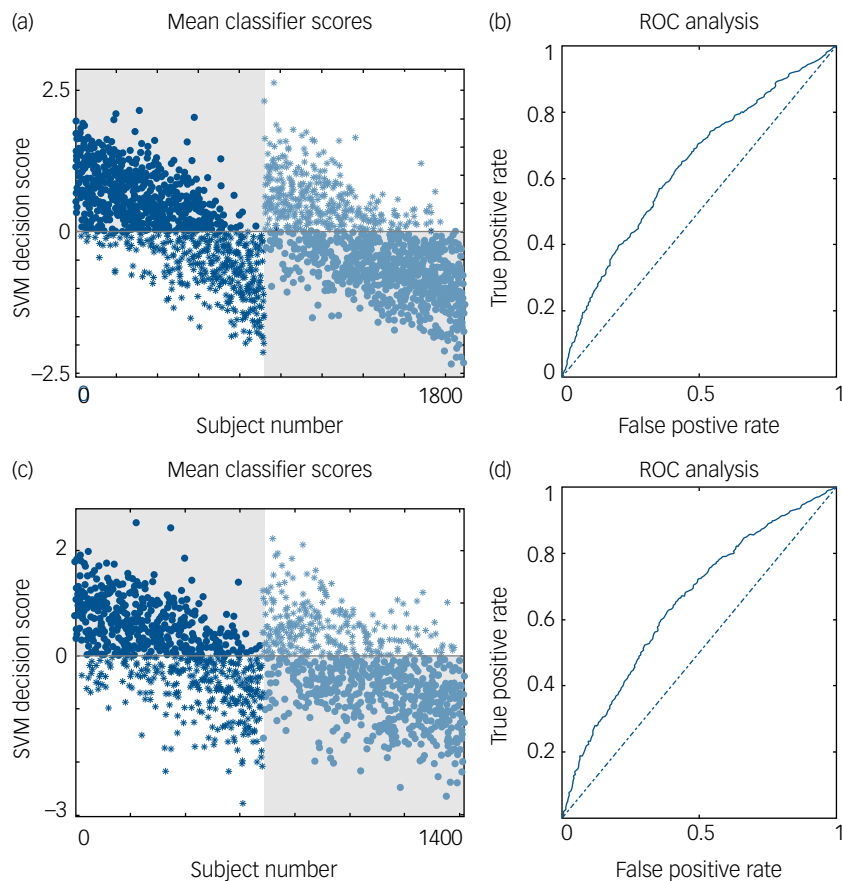 (a) Mean classifier scores
2.5
0
–2.5
SVM decision score
0 1800
Subject number
(b) ROC analysis
1
0.8
0.6
0.4
0.2
0
True positive rate
0 0.5 1
False postive rate
(c) Mean classifier scores
2
0
–3
SVM decision score
0 1400
Subject number
(d) ROC analysis
1
0.8
0.6
0.4
0.2
True positive rate
0 0.5 1
False positive rate